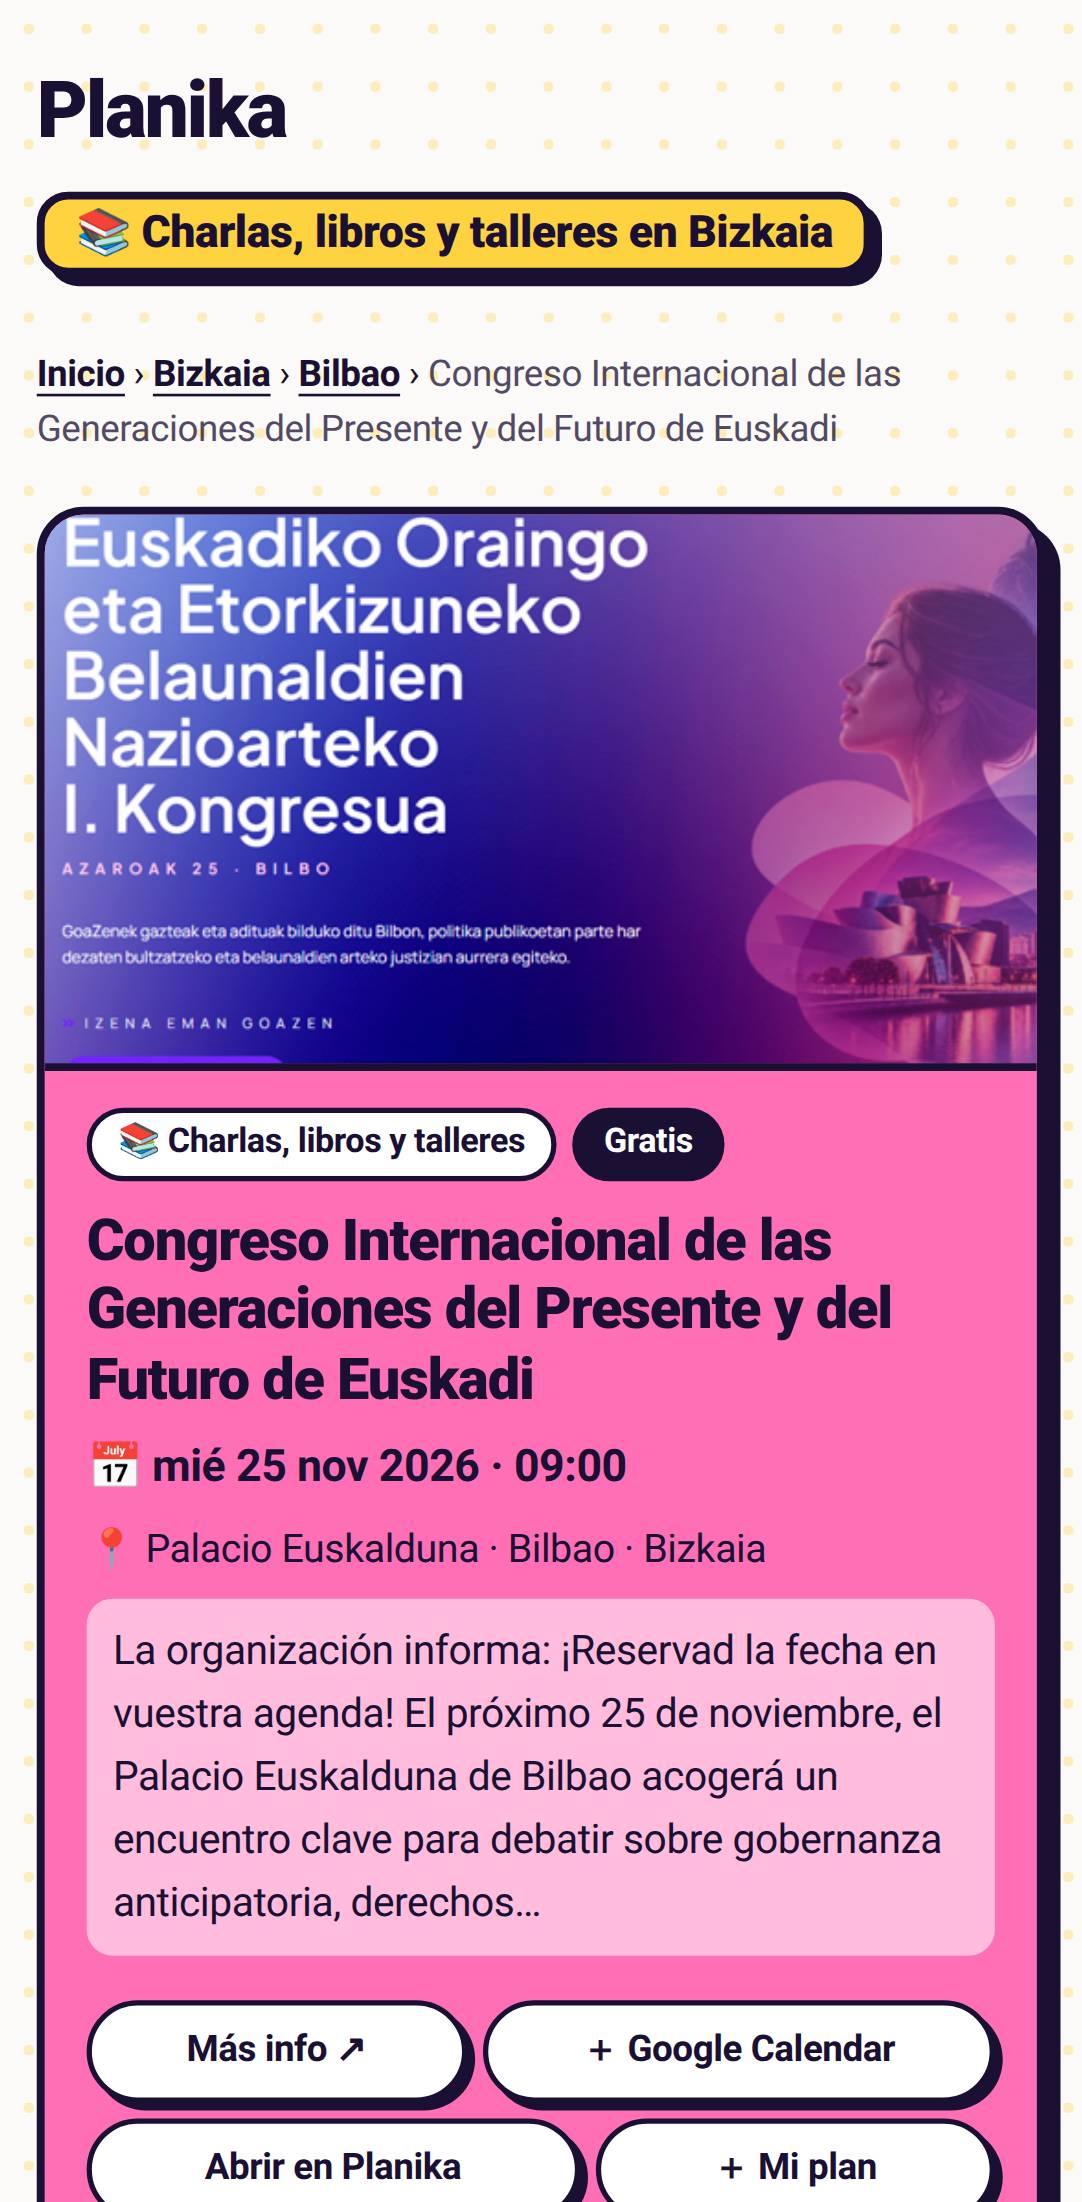 Planika
📚 Charlas, libros y talleres en Bizkaia
Inicio › Bizkaia › Bilbao › Congreso Internacional de las
Generaciones del Presente y del Futuro de Euskadi
Euskadiko Oraingo
eta Etorkizuneko
Belaunaldien
Nazioarteko
I. Kongresua
AZAROAK 25 · BILBO
GoaZenek gazteak eta adituak bilduko ditu Bilbon, politika publikoetan parte har
dezaten bultzatzeko eta belaunaldien arteko justizian aurrera egiteko.
» IZENA EMAN GOAZEN
📚 Charlas, libros y talleres
Gratis
Congreso Internacional de las
Generaciones del Presente y del
Futuro de Euskadi
📅 mié 25 nov 2026 · 09:00
📍 Palacio Euskalduna · Bilbao · Bizkaia
La organización informa: ¡Reservad la fecha en
vuestra agenda! El próximo 25 de noviembre, el
Palacio Euskalduna de Bilbao acogerá un
encuentro clave para debatir sobre gobernanza
anticipatoria, derechos…
Más info ↗
+ Google Calendar
Abrir en Planika
+ Mi plan